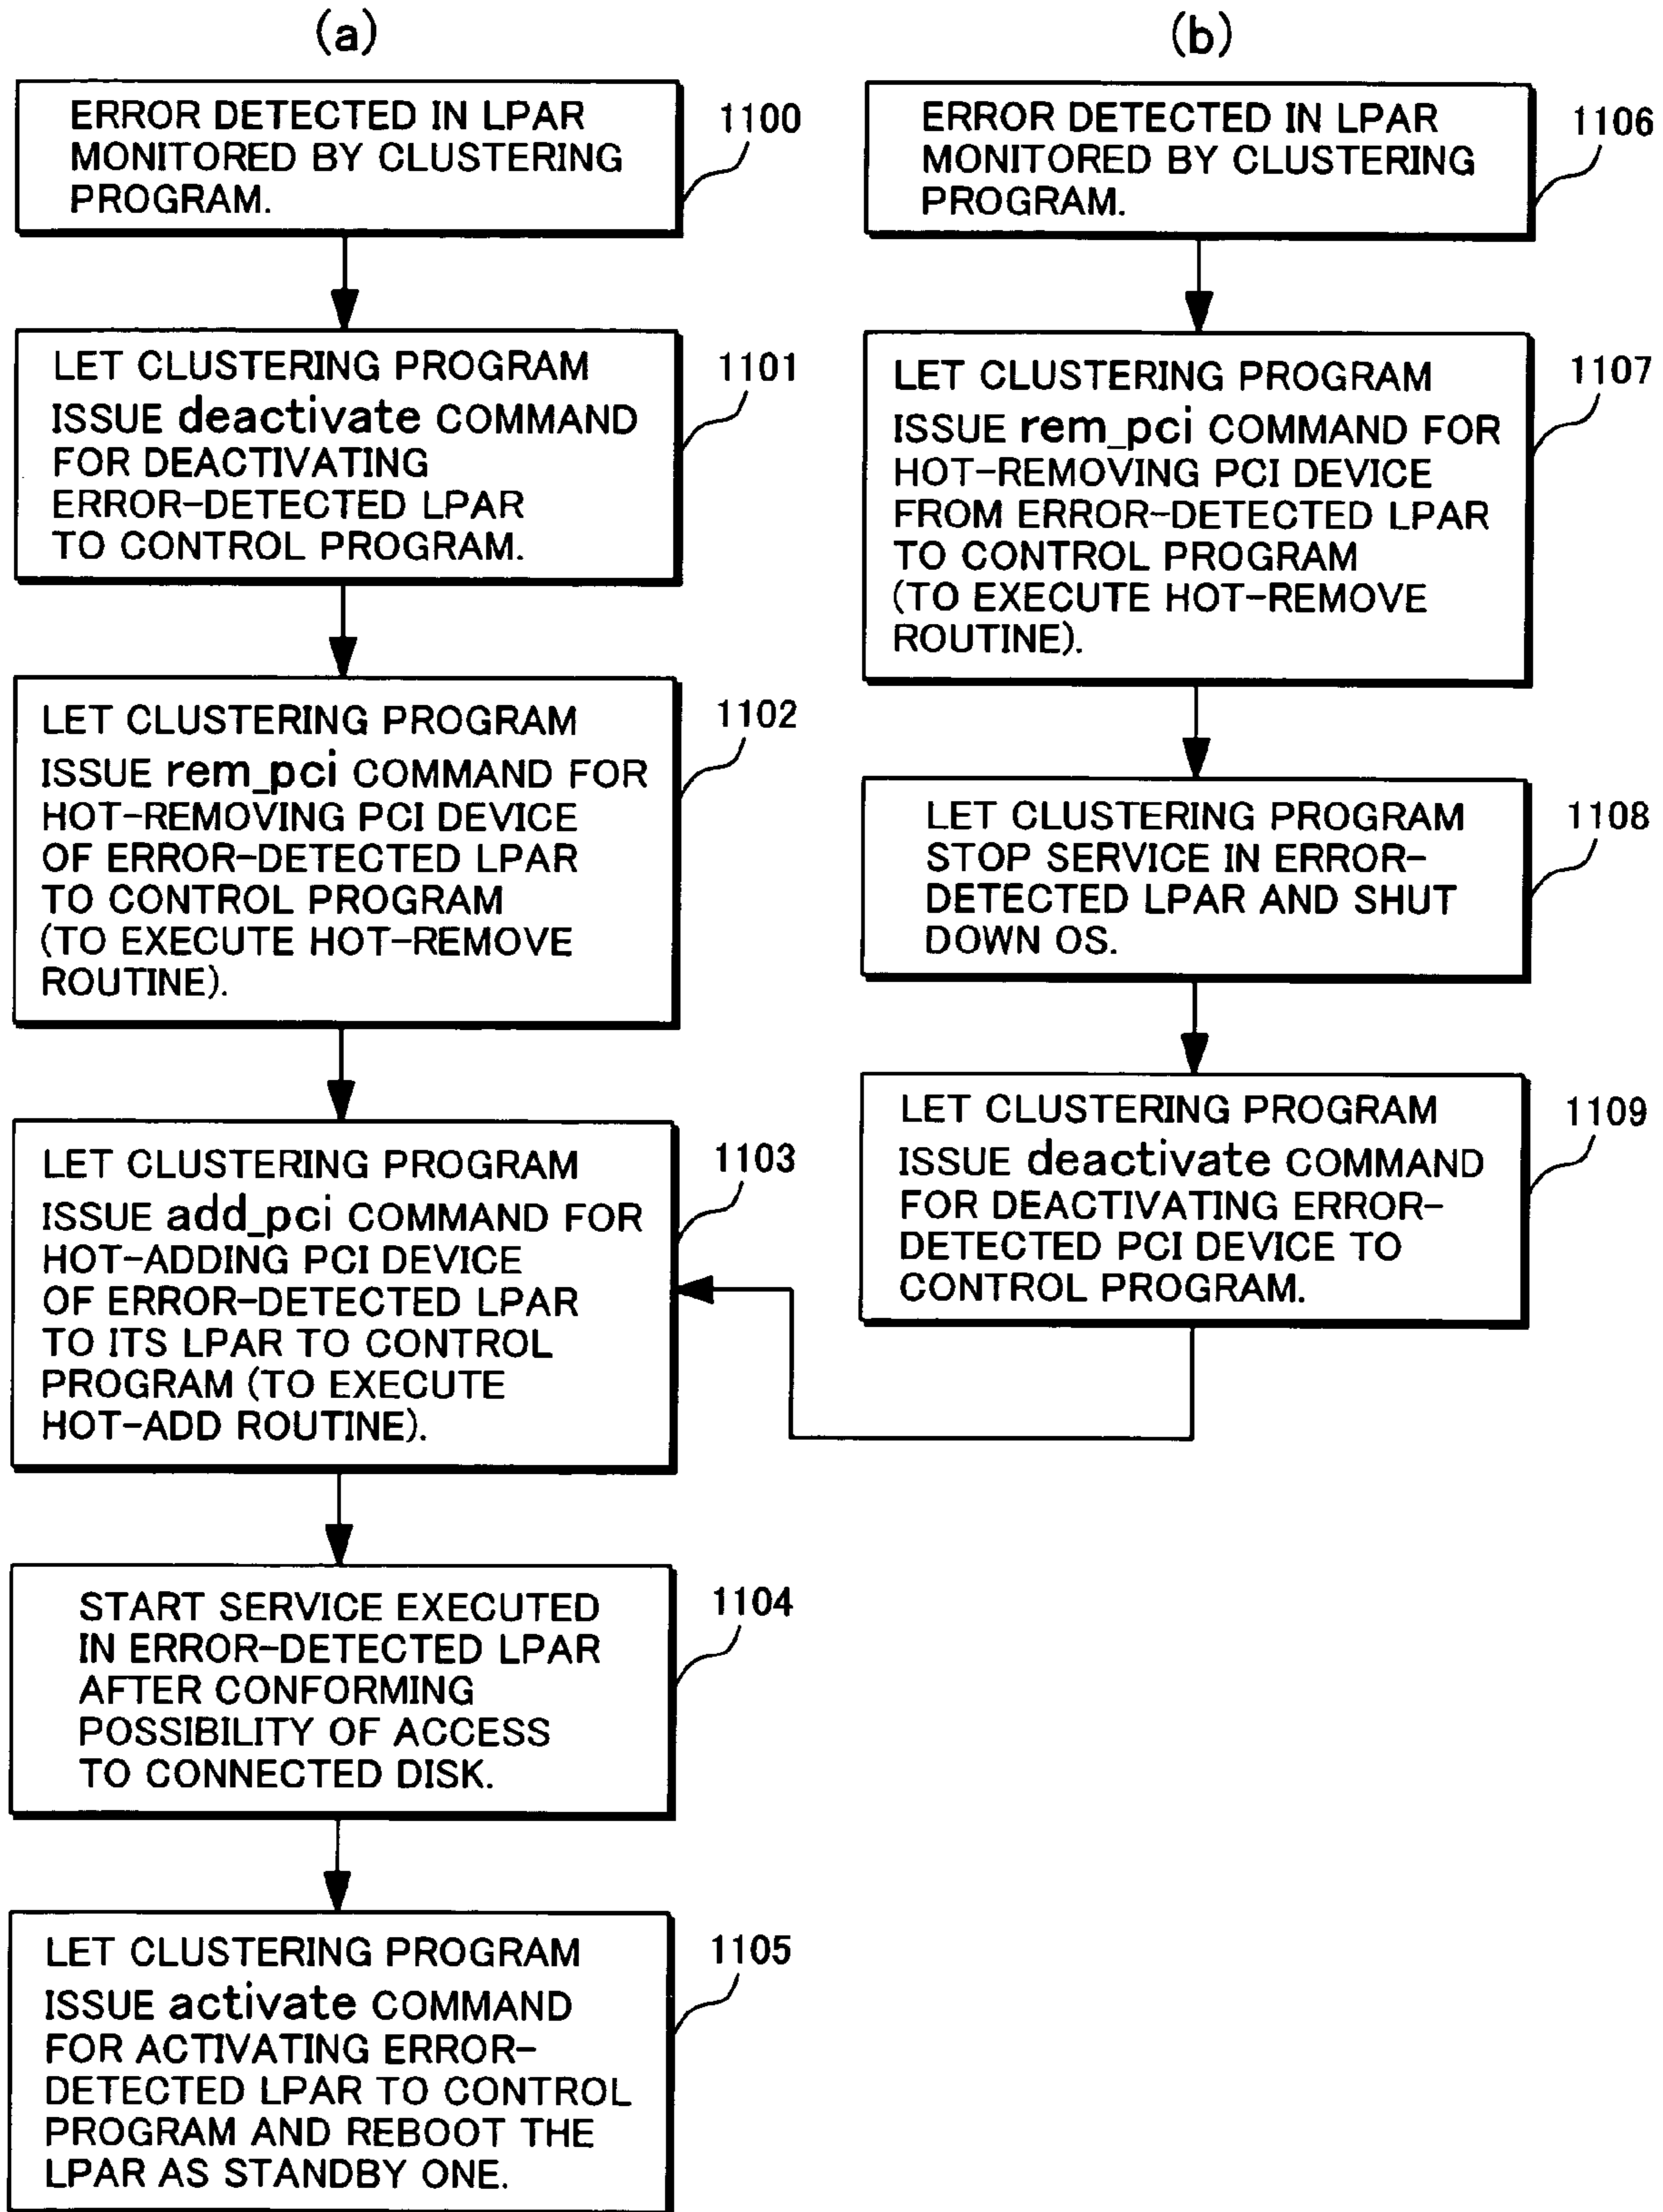 (a)
ERROR DETECTED IN LPAR
MONITORED BY CLUSTERING
PROGRAM.
1100
LET CLUSTERING PROGRAM
ISSUE deactivate COMMAND
FOR DEACTIVATING
ERROR-DETECTED LPAR
TO CONTROL PROGRAM.
1101
LET CLUSTERING PROGRAM
ISSUE rem_pci COMMAND FOR
HOT-REMOVING PCI DEVICE
OF ERROR-DETECTED LPAR
TO CONTROL PROGRAM
(TO EXECUTE HOT-REMOVE
ROUTINE).
1102
LET CLUSTERING PROGRAM
ISSUE add_pci COMMAND FOR
HOT-ADDING PCI DEVICE
OF ERROR-DETECTED LPAR
TO ITS LPAR TO CONTROL
PROGRAM (TO EXECUTE
HOT-ADD ROUTINE).
1103
START SERVICE EXECUTED
IN ERROR-DETECTED LPAR
AFTER CONFORMING
POSSIBILITY OF ACCESS
TO CONNECTED DISK.
1104
LET CLUSTERING PROGRAM
ISSUE activate COMMAND
FOR ACTIVATING ERROR-
DETECTED LPAR TO CONTROL
PROGRAM AND REBOOT THE
LPAR AS STANDBY ONE.
1105
(b)
ERROR DETECTED IN LPAR
MONITORED BY CLUSTERING
PROGRAM.
1106
LET CLUSTERING PROGRAM
ISSUE rem_pci COMMAND FOR
HOT-REMOVING PCI DEVICE
FROM ERROR-DETECTED LPAR
TO CONTROL PROGRAM
(TO EXECUTE HOT-REMOVE
ROUTINE).
1107
LET CLUSTERING PROGRAM
STOP SERVICE IN ERROR-
DETECTED LPAR AND SHUT
DOWN OS.
1108
LET CLUSTERING PROGRAM
ISSUE deactivate COMMAND
FOR DEACTIVATING ERROR-
DETECTED PCI DEVICE TO
CONTROL PROGRAM.
1109